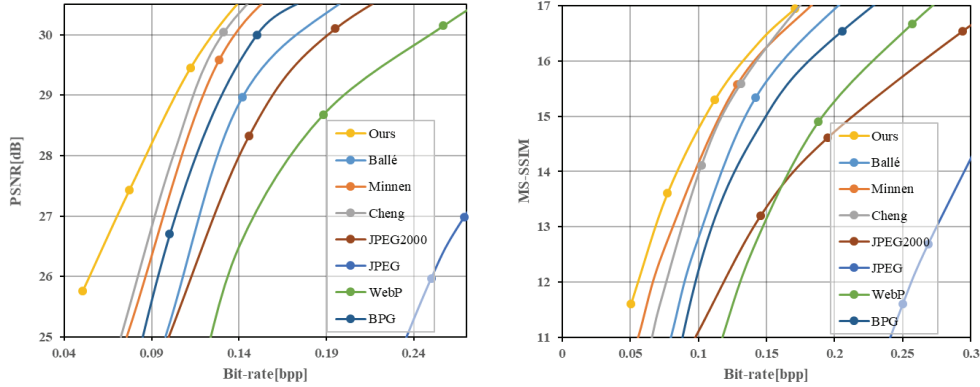 30
29
28
27
26
25
PSNR[dB]
0.04
0.09
0.14
0.19
0.24
Bit-rate[bpp]
Ours
Ballé
Minnen
Cheng
JPEG2000
JPEG
WebP
BPG
17
16
15
14
13
12
11
MS-SSIM
0
0.05
0.1
0.15
0.2
0.25
0.3
Bit-rate[bpp]
Ours
Ballé
Minnen
Cheng
JPEG2000
JPEG
WebP
BPG